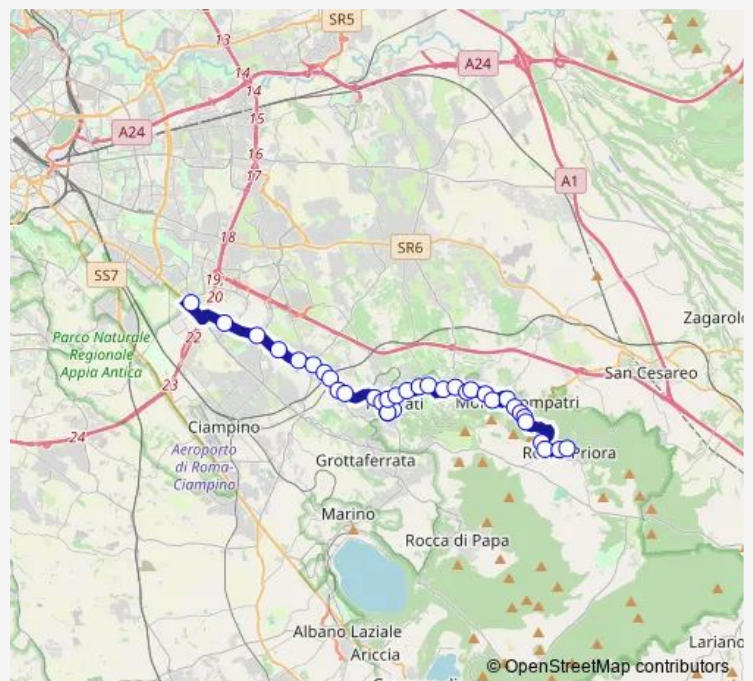 SR5
13
14
A24
14
15
A24
16
A1
17
18
SR6
SS7
19
20
Zagarolo
22
Parco Naturale
Regionale
Appia Antica
San Cesareo
23
24
Ciampino
Aeroporto
di Roma-
Ciampino
Grottaferrata
Marino
Rocca di Papa
Albano Laziale
Ariccia
Lariano
© OpenStreetMap contributors